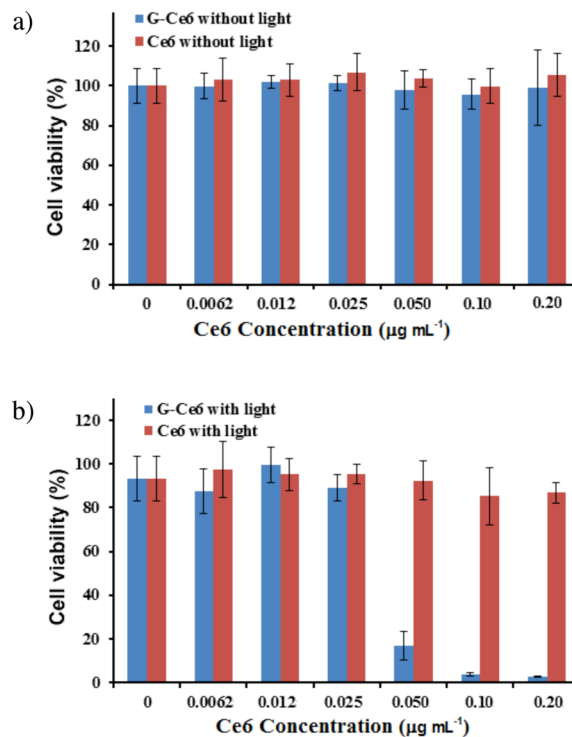 a)
G-Ce6 without light
Ce6 without light
Cell viability (%)
120
100
80
60
40
20
0
0 0.0062 0.012 0.025 0.050 0.10 0.20
Ce6 Concentration (µg mL⁻¹)
b)
G-Ce6 with light
Ce6 with light
Cell viability (%)
120
100
80
60
40
20
0
0 0.0062 0.012 0.025 0.050 0.10 0.20
Ce6 Concentration (µg mL⁻¹)